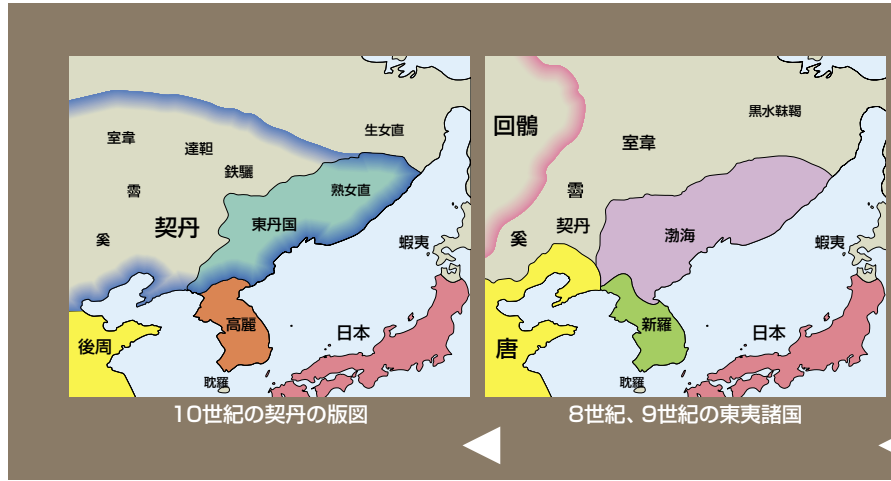 室韋
達靼
生女直
鉄驪
霫
熟女直
奚
契丹
東丹国
蝦夷
後周
高麗
日本
耽羅
10世紀の契丹の版図
回鶻
室韋
黒水靺鞨
霫
奚
契丹
渤海
蝦夷
唐
新羅
日本
耽羅
8世紀、9世紀の東夷諸国